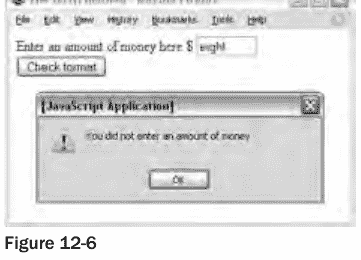 File Edit View History Bookmarks Tools Help
Enter an amount of money here $ eight
Check format
[JavaScript Application]
You did not enter an amount of money
OK
Figure 12-6